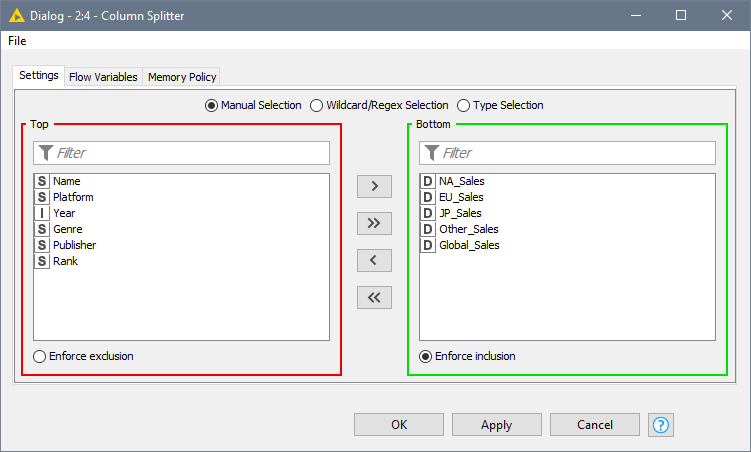 Dialog - 2:4 - Column Splitter
File
Settings Flow Variables Memory Policy
Manual Selection Wildcard/Regex Selection Type Selection
Top
Filter
S Name
S Platform
I Year
S Genre
S Publisher
S Rank
Enforce exclusion
>
>>
<
<<
Bottom
Filter
D NA_Sales
D EU_Sales
D JP_Sales
D Other_Sales
D Global_Sales
Enforce inclusion
OK Apply Cancel ?